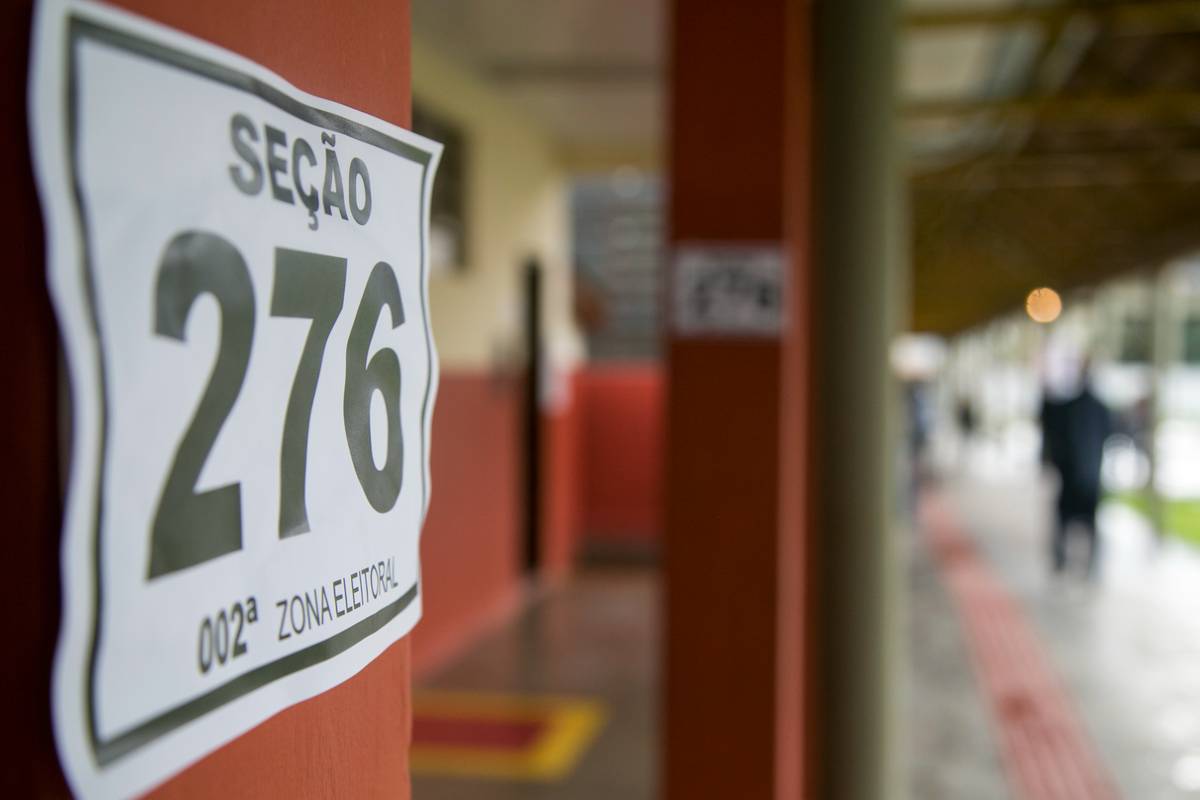 SEÇÃO
276
002ª ZONA ELEITORAL